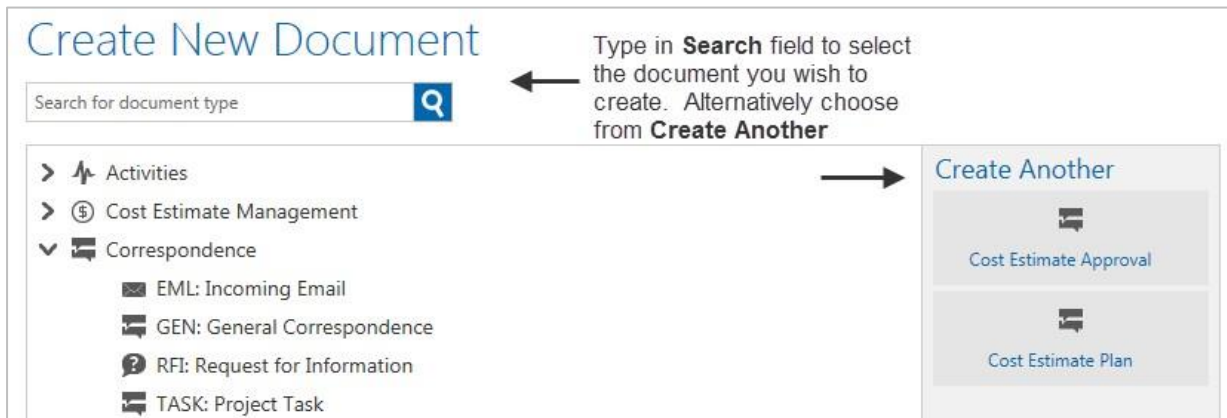 Create New Document
Search for document type
Type in Search field to select
the document you wish to
create. Alternatively choose
from Create Another
Activities
Cost Estimate Management
Correspondence
EML: Incoming Email
GEN: General Correspondence
RFI: Request for Information
TASK: Project Task
Create Another
Cost Estimate Approval
Cost Estimate Plan